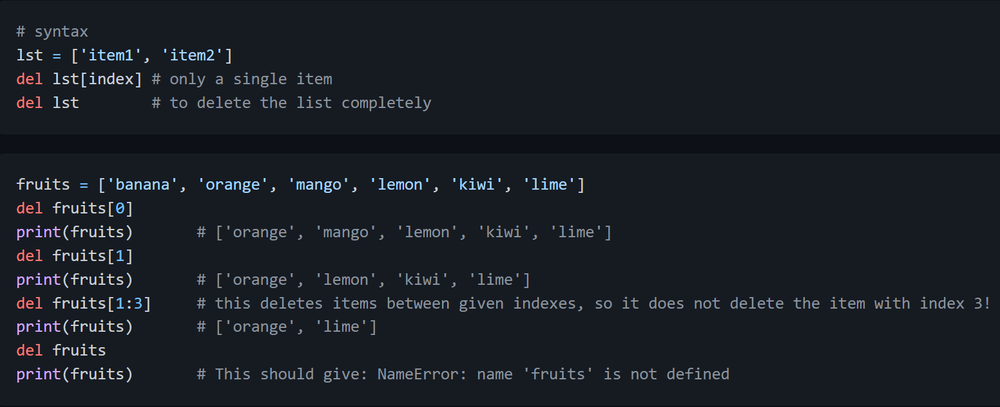 # syntax
lst = ['item1', 'item2']
del lst[index] # only a single item
del lst        # to delete the list completely
fruits = ['banana', 'orange', 'mango', 'lemon', 'kiwi', 'lime']
del fruits[0]
print(fruits)       # ['orange', 'mango', 'lemon', 'kiwi', 'lime']
del fruits[1]
print(fruits)       # ['orange', 'lemon', 'kiwi', 'lime']
del fruits[1:3]     # this deletes items between given indexes, so it does not delete the item with index 3!
print(fruits)       # ['orange', 'lime']
del fruits
print(fruits)       # This should give: NameError: name 'fruits' is not defined